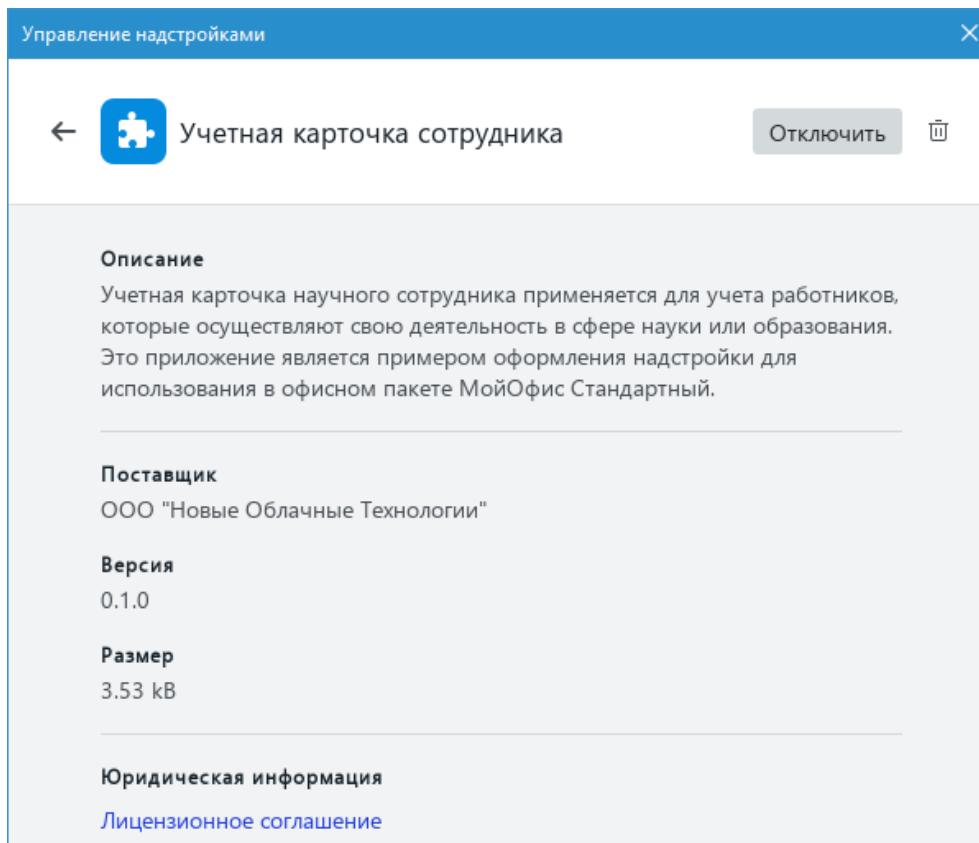 Управление надстройками
Учетная карточка сотрудника
Отключить
Описание
Учетная карточка научного сотрудника применяется для учета работников,
которые осуществляют свою деятельность в сфере науки или образования.
Это приложение является примером оформления надстройки для
использования в офисном пакете МойОфис Стандартный.
Поставщик
ООО "Новые Облачные Технологии"
Версия
0.1.0
Размер
3.53 kB
Юридическая информация
Лицензионное соглашение